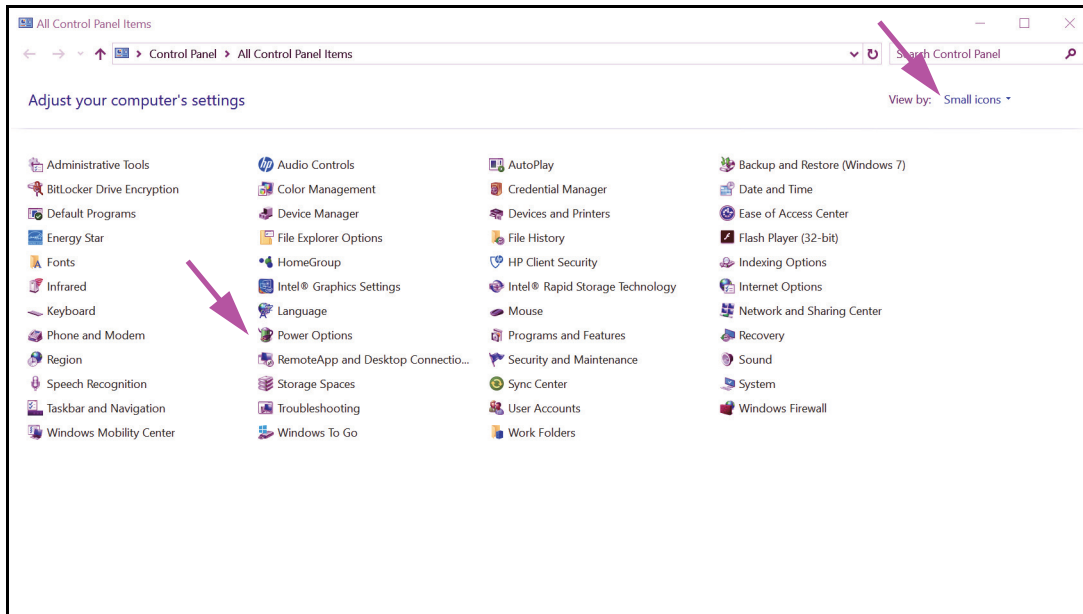 All Control Panel Items
Control Panel > All Control Panel Items
Search Control Panel
Adjust your computer's settings
View by: Small icons
Administrative Tools
Audio Controls
AutoPlay
Backup and Restore (Windows 7)
BitLocker Drive Encryption
Color Management
Credential Manager
Date and Time
Default Programs
Device Manager
Devices and Printers
Ease of Access Center
Energy Star
File Explorer Options
File History
Flash Player (32-bit)
Fonts
HomeGroup
HP Client Security
Indexing Options
Infrared
Intel® Graphics Settings
Intel® Rapid Storage Technology
Internet Options
Keyboard
Language
Mouse
Network and Sharing Center
Phone and Modem
Power Options
Programs and Features
Recovery
Region
RemoteApp and Desktop Connectio...
Security and Maintenance
Sound
Speech Recognition
Storage Spaces
Sync Center
System
Taskbar and Navigation
Troubleshooting
User Accounts
Windows Firewall
Windows Mobility Center
Windows To Go
Work Folders